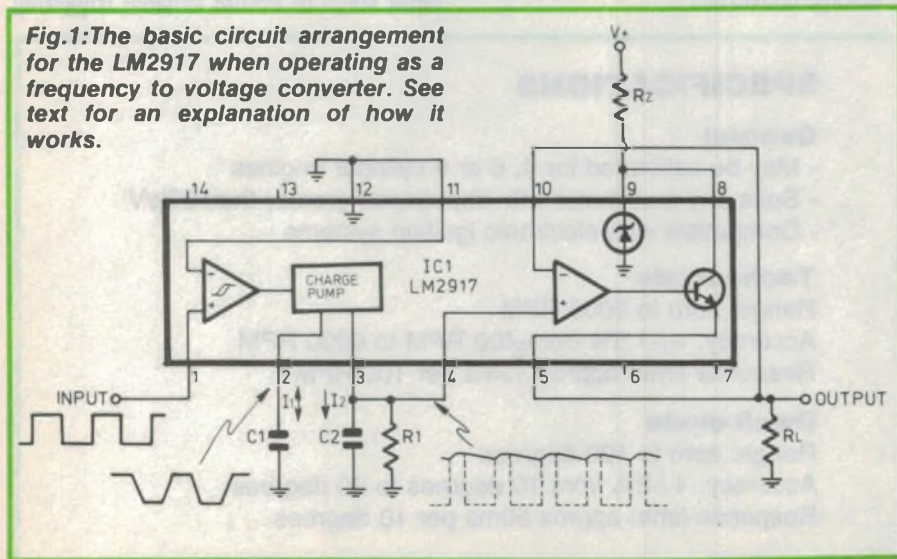 Fig.1:The basic circuit arrangement
for the LM2917 when operating as a
frequency to voltage converter. See
text for an explanation of how it
works.
V+
RZ
14 13 12 11 10 9 8
IC1
LM2917
CHARGE
PUMP
1 2 3 4 5 6 7
INPUT
I1 I2
C1 C2 R1
OUTPUT
RL
SPECIFICATIONS